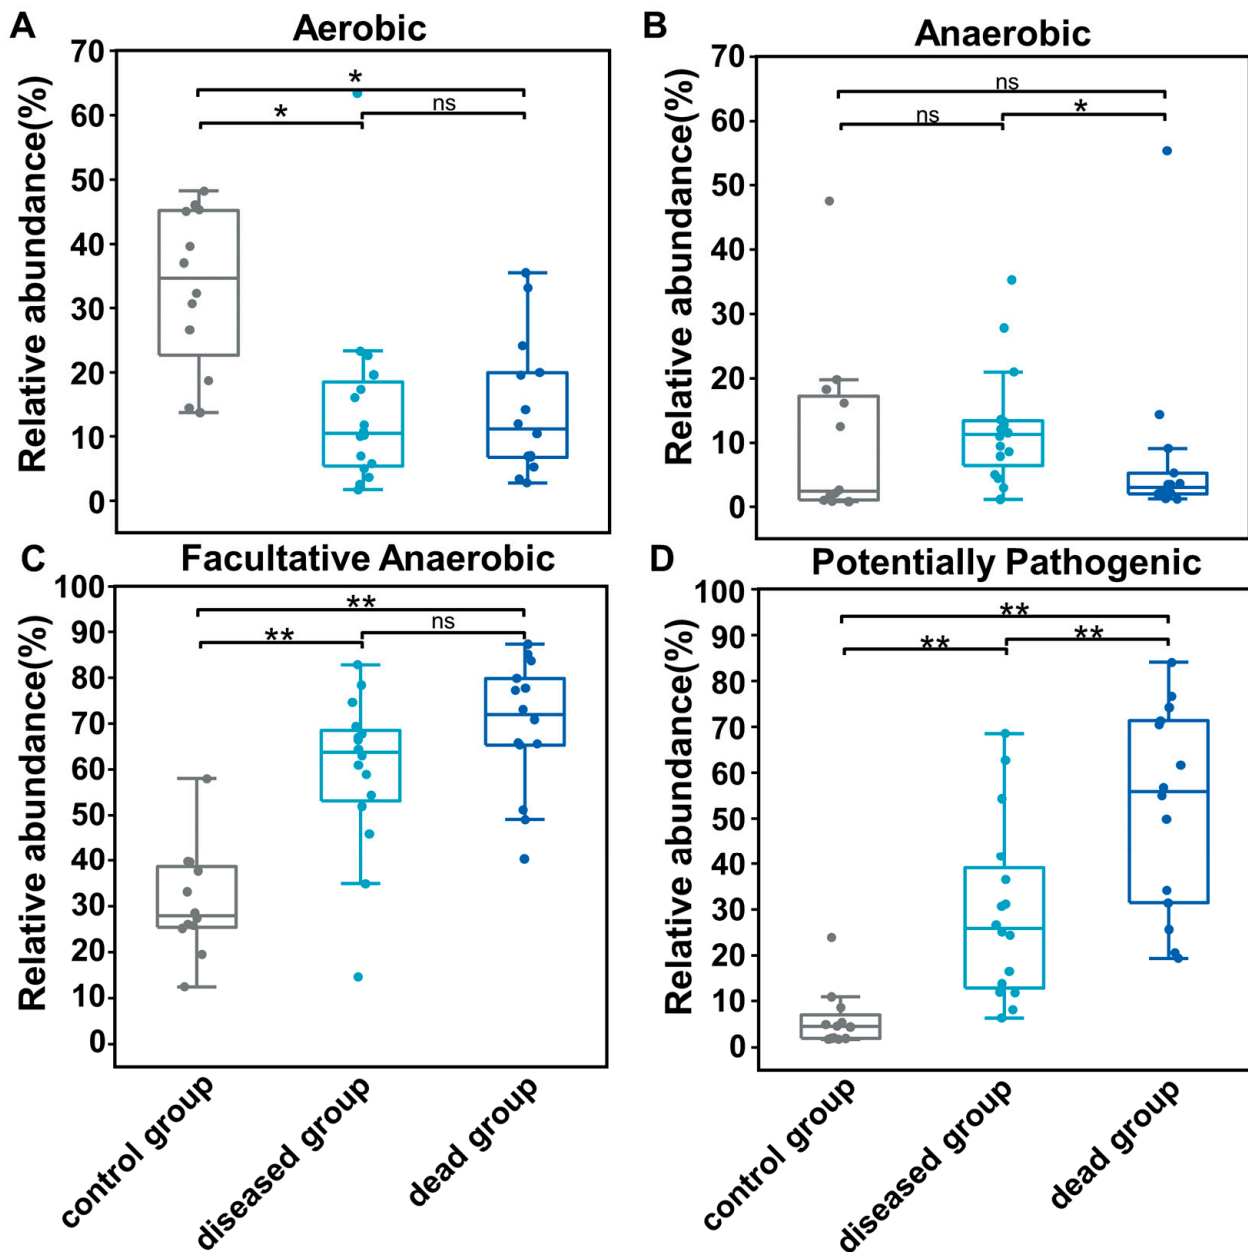 A
Aerobic
Relative abundance(%)
70
60
50
40
30
20
10
0
*
*
ns
B
Anaerobic
Relative abundance(%)
70
60
50
40
30
20
10
0
ns
ns
*
C
Facultative Anaerobic
Relative abundance(%)
100
90
80
70
60
50
40
30
20
10
0
**
**
ns
control group
diseased group
dead group
D
Potentially Pathogenic
Relative abundance(%)
100
90
80
70
60
50
40
30
20
10
0
**
**
**
control group
diseased group
dead group